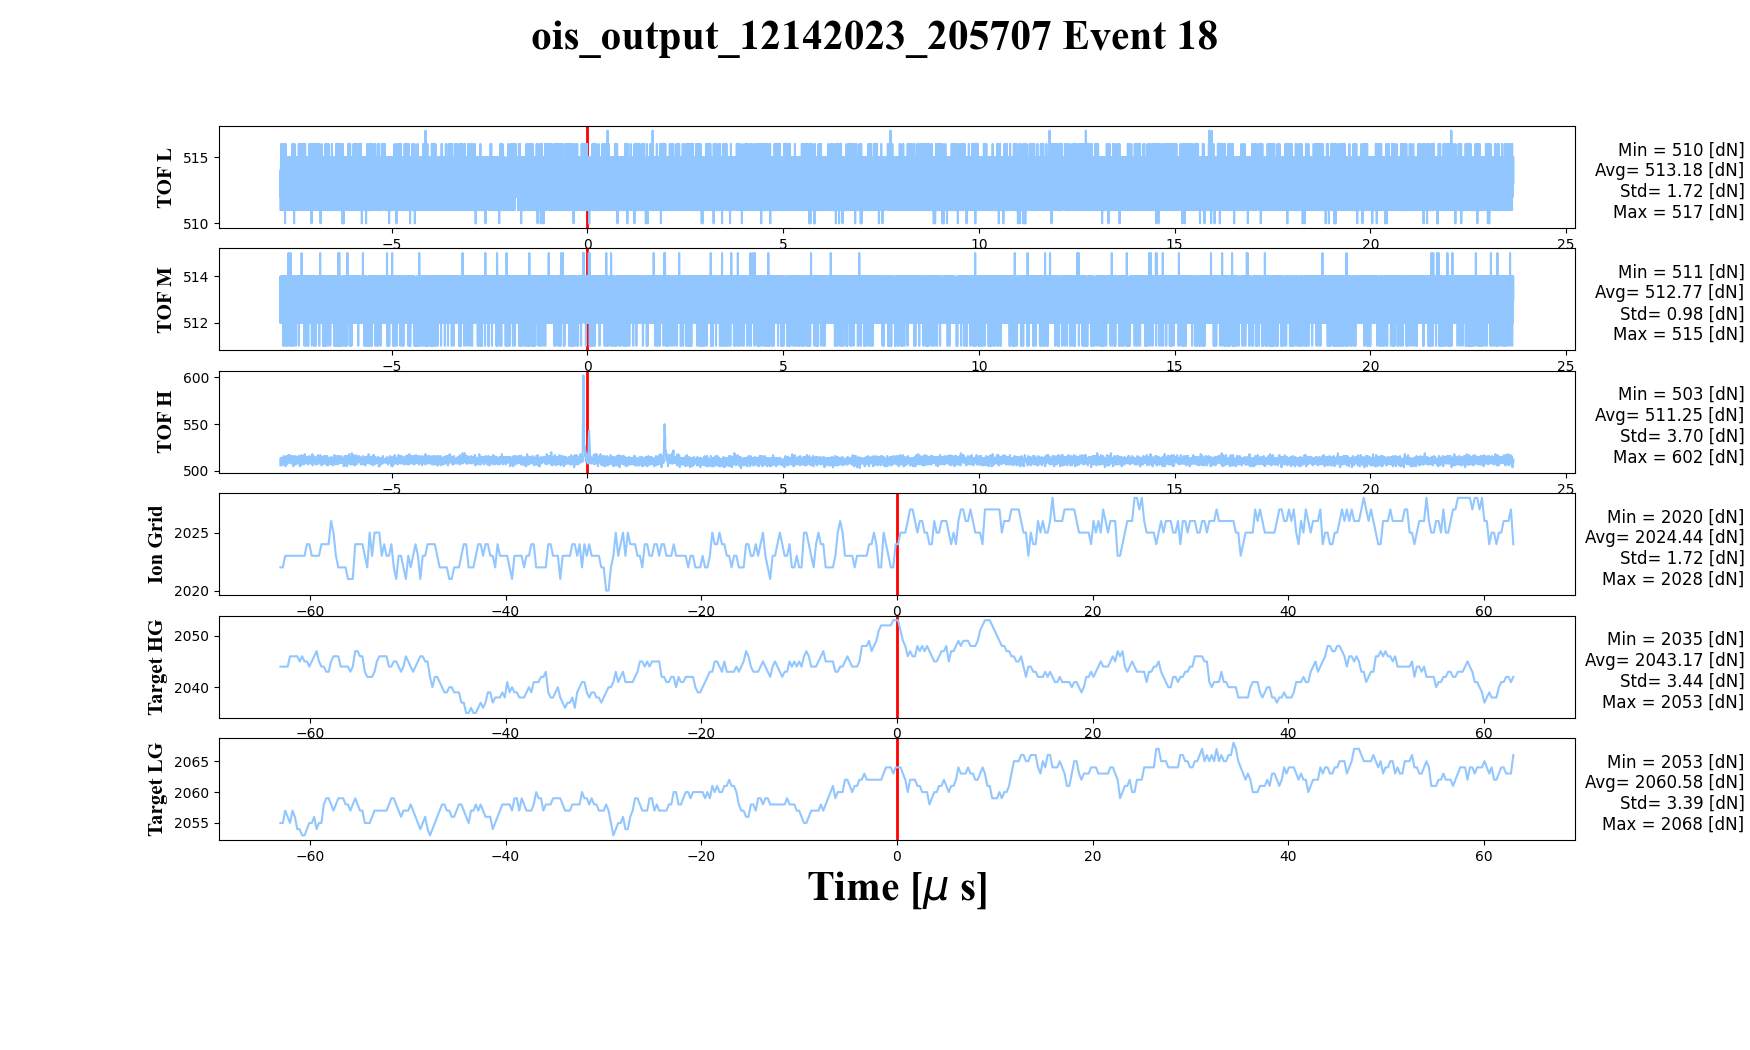 ois_output_12142023_205707 Event 18
TOF L
515
510
−5
0
5
10
15
20
25
Min = 510 [dN]
Avg= 513.18 [dN]
Std= 1.72 [dN]
Max = 517 [dN]
TOF M
514
512
−5
0
5
10
15
20
25
Min = 511 [dN]
Avg= 512.77 [dN]
Std= 0.98 [dN]
Max = 515 [dN]
TOF H
600
550
500
−5
0
5
10
15
20
25
Min = 503 [dN]
Avg= 511.25 [dN]
Std= 3.70 [dN]
Max = 602 [dN]
Ion Grid
2025
2020
−60
−40
−20
0
20
40
60
Min = 2020 [dN]
Avg= 2024.44 [dN]
Std= 1.72 [dN]
Max = 2028 [dN]
Target HG
2050
2040
−60
−40
−20
0
20
40
60
Min = 2035 [dN]
Avg= 2043.17 [dN]
Std= 3.44 [dN]
Max = 2053 [dN]
Target LG
2065
2060
2055
−60
−40
−20
0
20
40
60
Min = 2053 [dN]
Avg= 2060.58 [dN]
Std= 3.39 [dN]
Max = 2068 [dN]
Time [μ s]